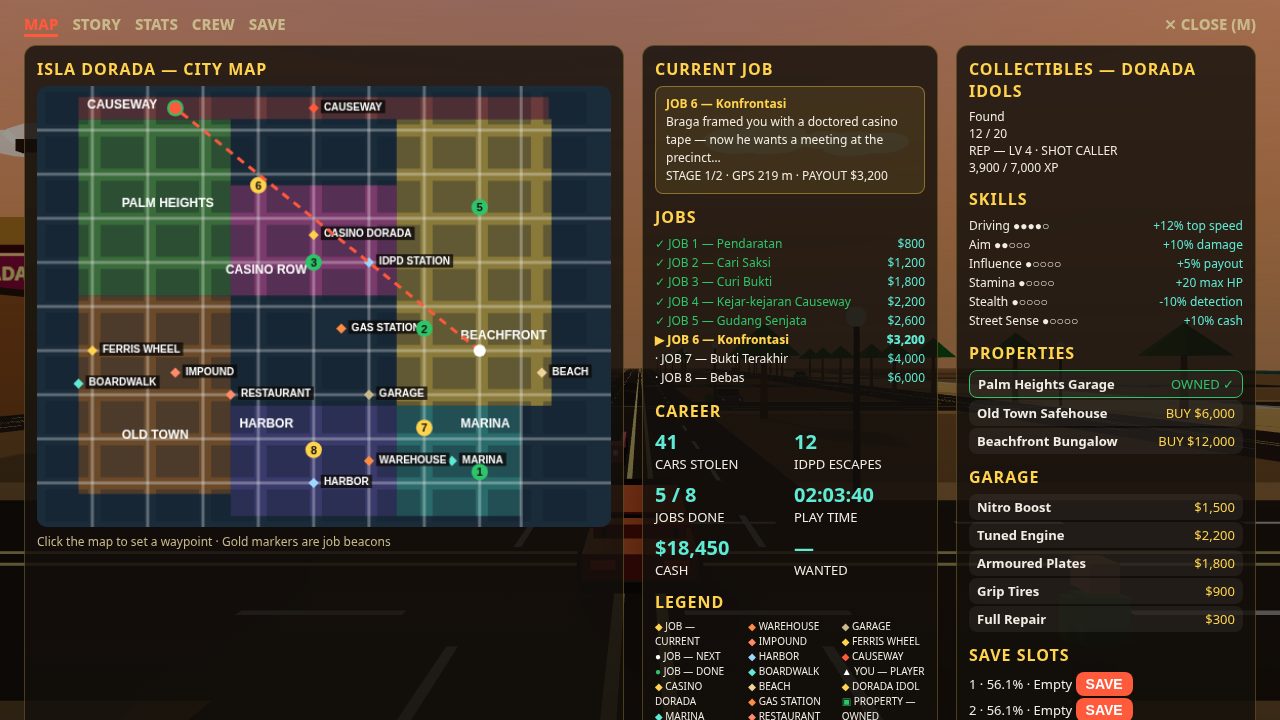 MAP STORY STATS CREW SAVE
✕ CLOSE (M)
ISLA DORADA — CITY MAP
CAUSEWAY
CAUSEWAY
PALM HEIGHTS
6
5
CASINO DORADA
CASINO ROW
3
IDPD STATION
GAS STATION
2
BEACHFRONT
FERRIS WHEEL
IMPOUND
BOARDWALK
BEACH
RESTAURANT
GARAGE
OLD TOWN
HARBOR
7
MARINA
8
WAREHOUSE
MARINA
1
HARBOR
Click the map to set a waypoint · Gold markers are job beacons
CURRENT JOB
JOB 6 — Konfrontasi
Braga framed you with a doctored casino
tape — now he wants a meeting at the
precinct...
STAGE 1/2 · GPS 219 m · PAYOUT $3,200
JOBS
✓ JOB 1 — Pendaratan $800
✓ JOB 2 — Cari Saksi $1,200
✓ JOB 3 — Curi Bukti $1,800
✓ JOB 4 — Kejar-kejaran Causeway $2,200
✓ JOB 5 — Gudang Senjata $2,600
▶ JOB 6 — Konfrontasi $3,200
· JOB 7 — Bukti Terakhir $4,000
· JOB 8 — Bebas $6,000
CAREER
41 12
CARS STOLEN IDPD ESCAPES
5 / 8 02:03:40
JOBS DONE PLAY TIME
$18,450 —
CASH WANTED
LEGEND
◆ JOB —
CURRENT
● JOB — NEXT
● JOB — DONE
◆ CASINO
DORADA
◆ MARINA
◆ WAREHOUSE
◆ IMPOUND
◆ HARBOR
◆ BOARDWALK
◆ BEACH
◆ GAS STATION
◆ RESTAURANT
◆ GARAGE
◆ FERRIS WHEEL
◆ CAUSEWAY
▲ YOU — PLAYER
◆ DORADA IDOL
▣ PROPERTY —
OWNED
COLLECTIBLES — DORADA
IDOLS
Found
12 / 20
REP — LV 4 · SHOT CALLER
3,900 / 7,000 XP
SKILLS
Driving ●●●●○ +12% top speed
Aim ●●○○○ +10% damage
Influence ●○○○○ +5% payout
Stamina ●○○○○ +20 max HP
Stealth ●○○○○ -10% detection
Street Sense ●○○○○ +10% cash
PROPERTIES
Palm Heights Garage OWNED ✓
Old Town Safehouse BUY $6,000
Beachfront Bungalow BUY $12,000
GARAGE
Nitro Boost $1,500
Tuned Engine $2,200
Armoured Plates $1,800
Grip Tires $900
Full Repair $300
SAVE SLOTS
1 · 56.1% · Empty SAVE
2 · 56.1% · Empty SAVE